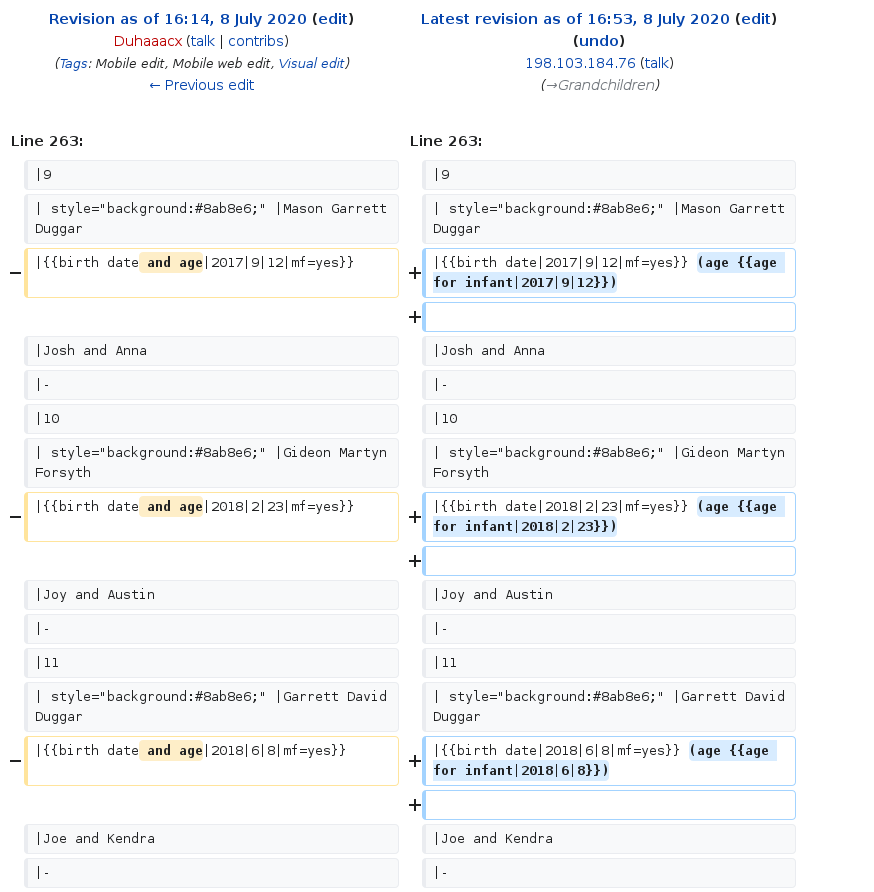 Revision as of 16:14, 8 July 2020 (edit)
Duhaaacx (talk | contribs)
(Tags: Mobile edit, Mobile web edit, Visual edit)
← Previous edit
Latest revision as of 16:53, 8 July 2020 (edit)
(undo)
198.103.184.76 (talk)
(→Grandchildren)
Line 263:
Line 263:
|9
|9
| style="background:#8ab8e6;" |Mason Garrett
Duggar
| style="background:#8ab8e6;" |Mason Garrett
Duggar
− |{{birth date and age|2017|9|12|mf=yes}}
+ |{{birth date|2017|9|12|mf=yes}} (age {{age
for infant|2017|9|12}})
+
|Josh and Anna
|Josh and Anna
|-
|-
|10
|10
| style="background:#8ab8e6;" |Gideon Martyn
Forsyth
| style="background:#8ab8e6;" |Gideon Martyn
Forsyth
− |{{birth date and age|2018|2|23|mf=yes}}
+ |{{birth date|2018|2|23|mf=yes}} (age {{age
for infant|2018|2|23}})
+
|Joy and Austin
|Joy and Austin
|-
|-
|11
|11
| style="background:#8ab8e6;" |Garrett David
Duggar
| style="background:#8ab8e6;" |Garrett David
Duggar
− |{{birth date and age|2018|6|8|mf=yes}}
+ |{{birth date|2018|6|8|mf=yes}} (age {{age
for infant|2018|6|8}})
+
|Joe and Kendra
|Joe and Kendra
|-
|-